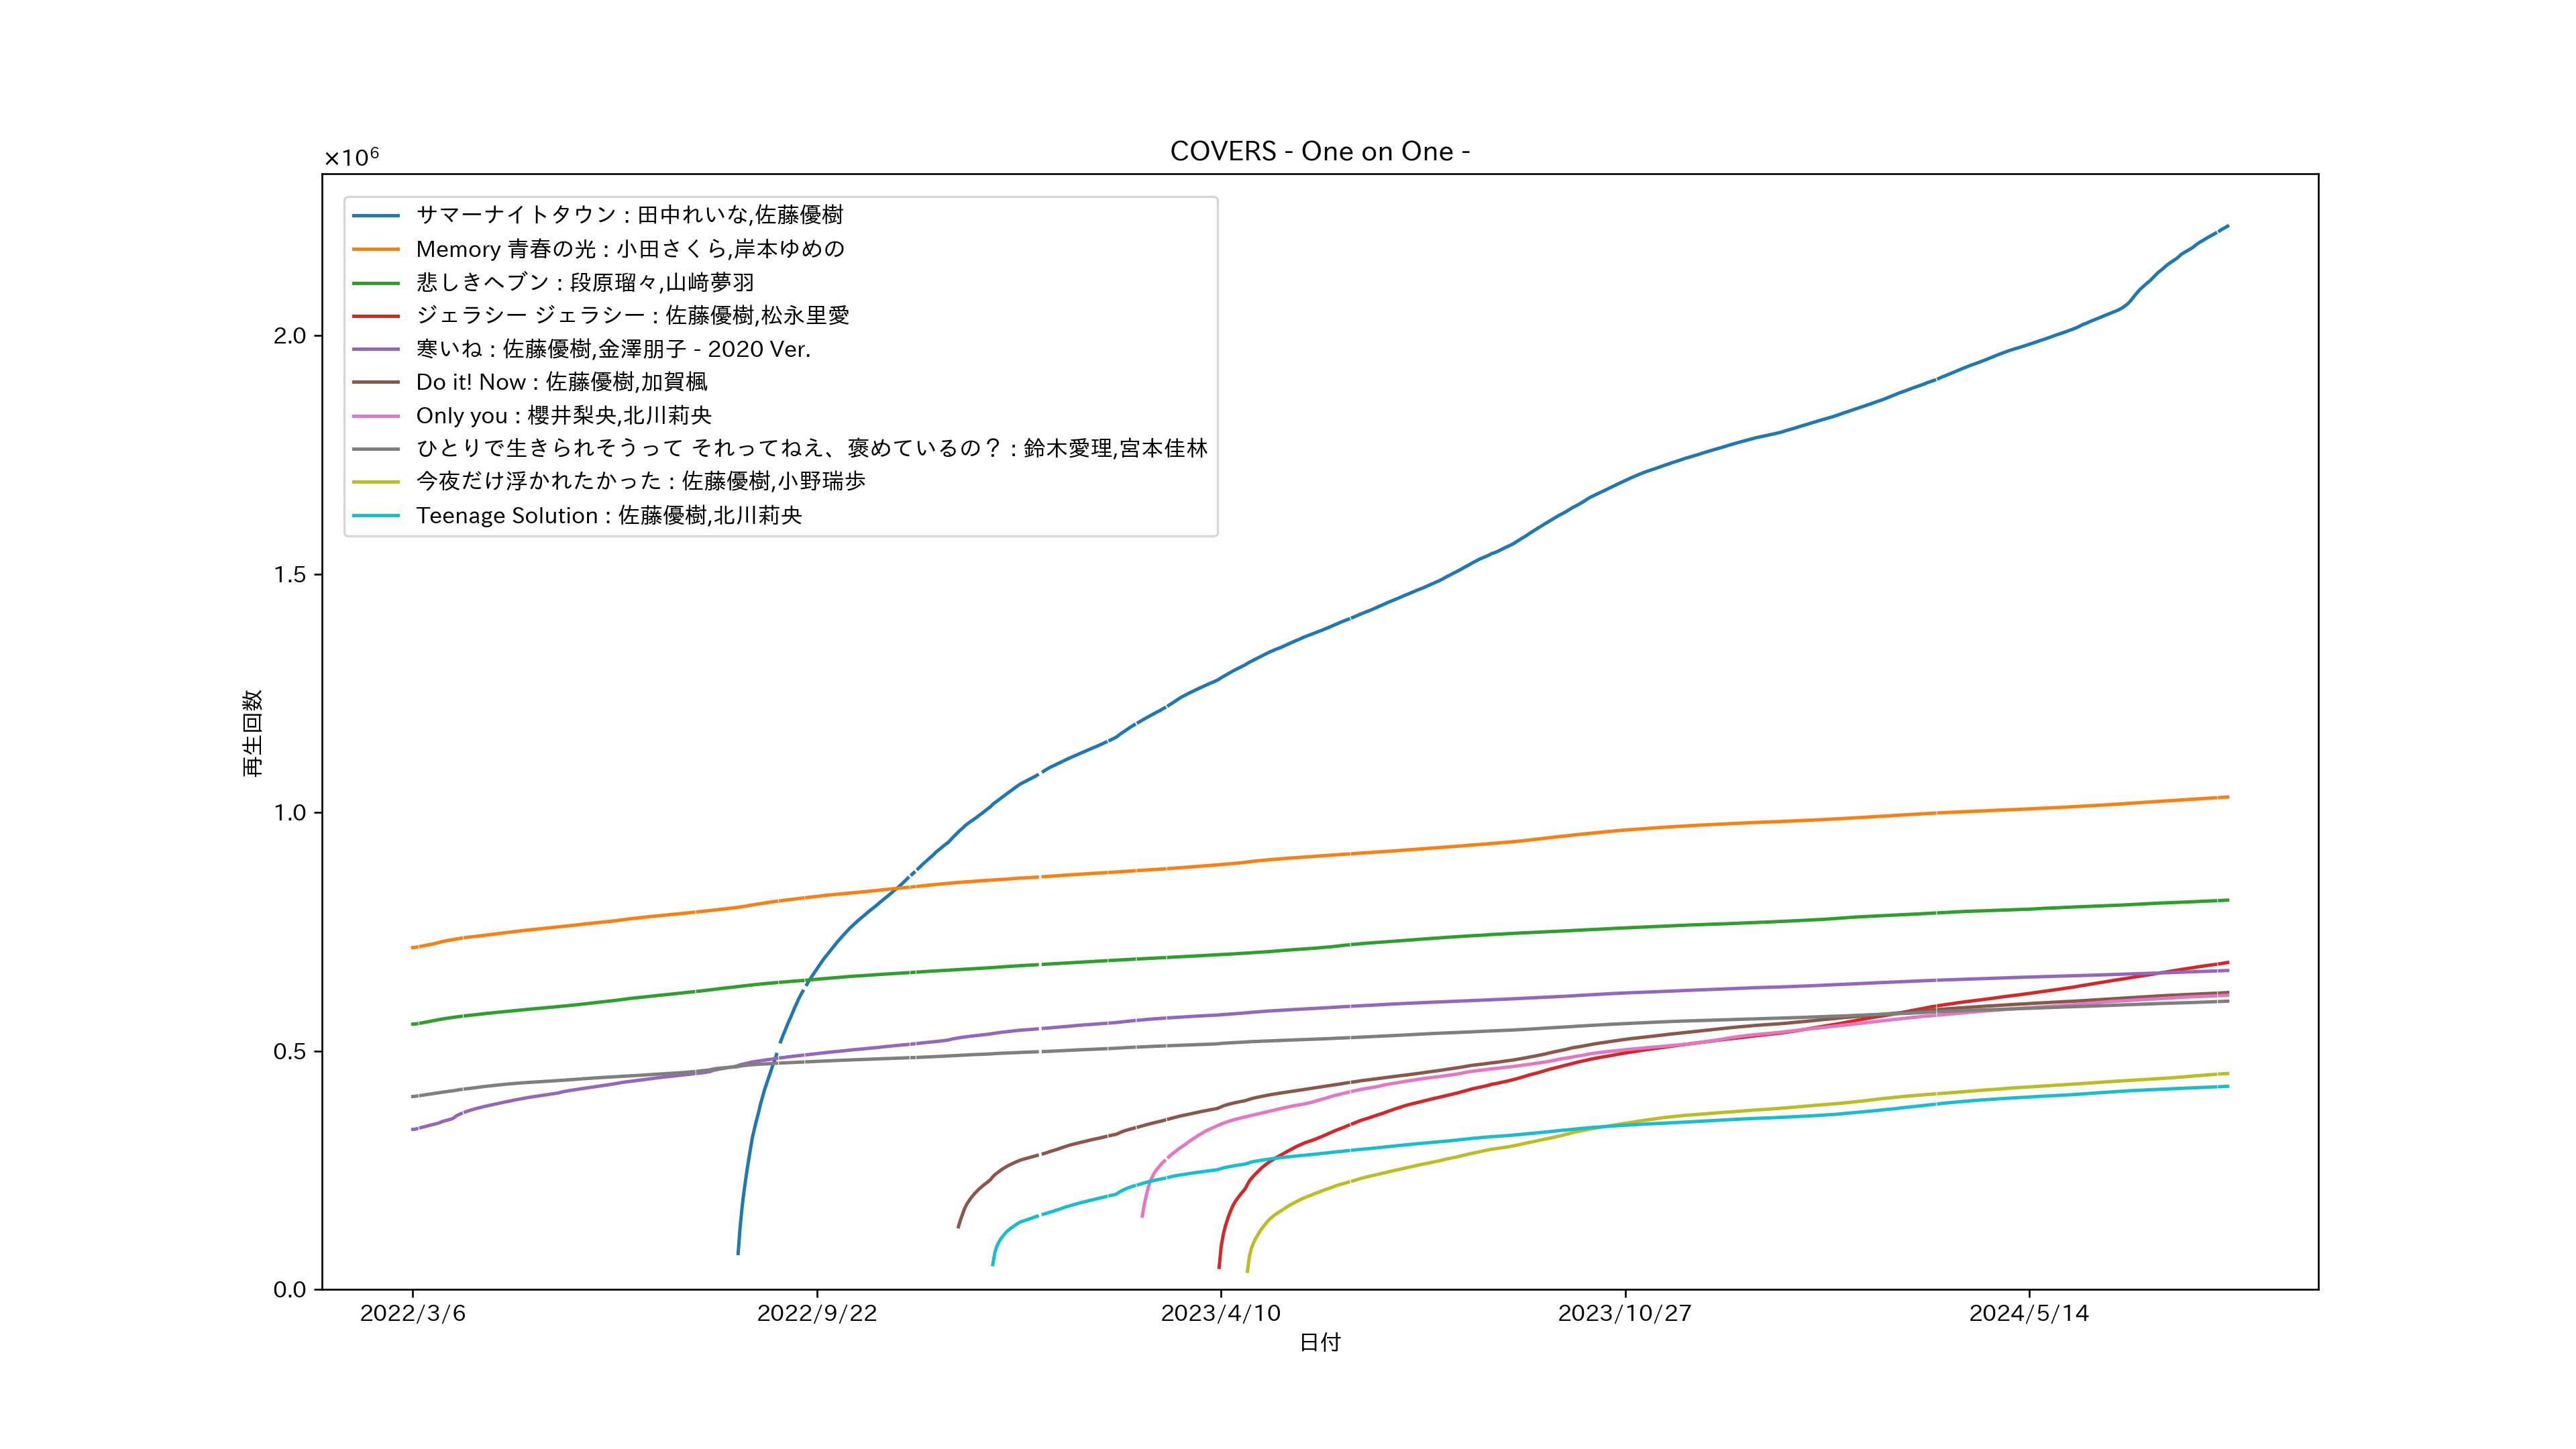 COVERS - One on One -
×10⁶
サマーナイトタウン : 田中れいな,佐藤優樹
Memory 青春の光 : 小田さくら,岸本ゆめの
悲しきヘブン : 段原瑠々,山﨑夢羽
ジェラシー ジェラシー : 佐藤優樹,松永里愛
寒いね : 佐藤優樹,金澤朋子 - 2020 Ver.
Do it! Now : 佐藤優樹,加賀楓
Only you : 櫻井梨央,北川莉央
ひとりで生きられそうって それってねえ、褒めているの？ : 鈴木愛理,宮本佳林
今夜だけ浮かれたかった : 佐藤優樹,小野瑞歩
Teenage Solution : 佐藤優樹,北川莉央
2.0
1.5
1.0
0.5
0.0
再生回数
2022/3/6 2022/9/22 2023/4/10 2023/10/27 2024/5/14
日付